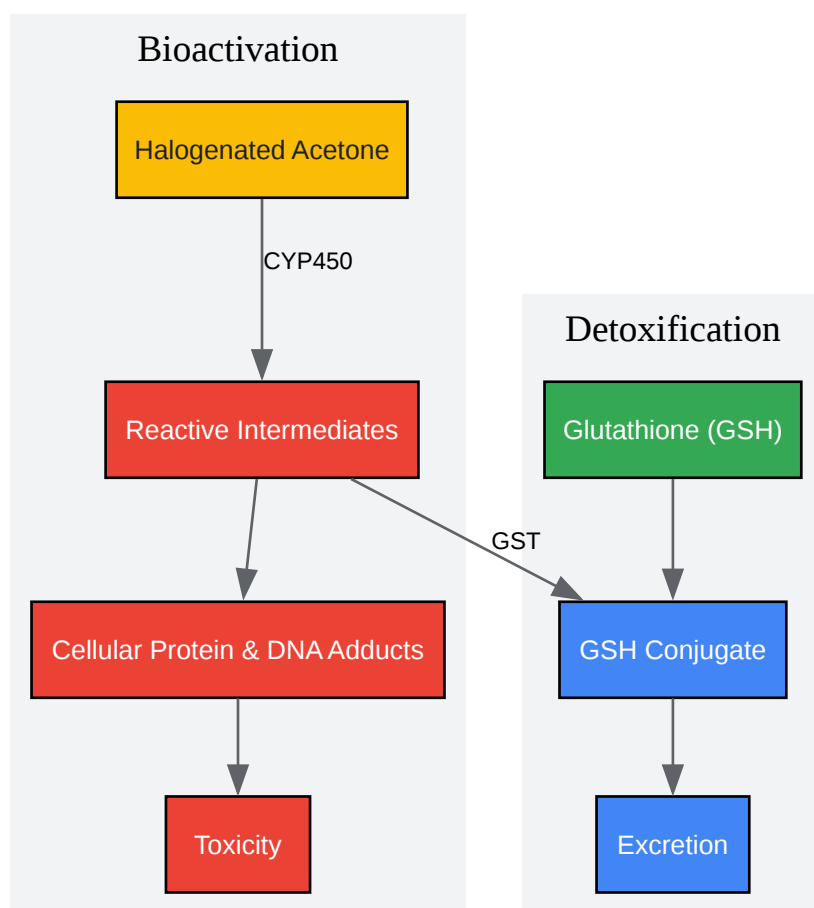 Bioactivation
Halogenated Acetone
CYP450
Detoxification
Reactive Intermediates
Glutathione (GSH)
GST
Cellular Protein & DNA Adducts
GSH Conjugate
Toxicity
Excretion